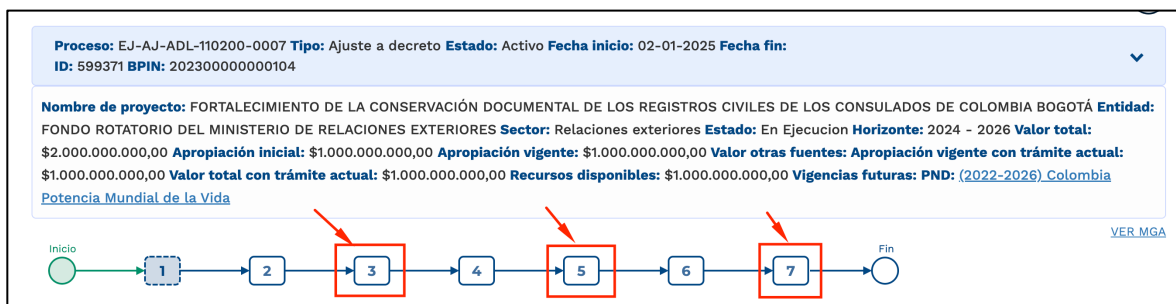 Proceso: EJ-AJ-ADL-110200-0007 Tipo: Ajuste a decreto Estado: Activo Fecha inicio: 02-01-2025 Fecha fin:
ID: 599371 BPIN: 202300000000104
Nombre de proyecto: FORTALECIMIENTO DE LA CONSERVACIÓN DOCUMENTAL DE LOS REGISTROS CIVILES DE LOS CONSULADOS DE COLOMBIA BOGOTÁ Entidad:
FONDO ROTATORIO DEL MINISTERIO DE RELACIONES EXTERIORES Sector: Relaciones exteriores Estado: En Ejecucion Horizonte: 2024 - 2026 Valor total:
$2.000.000.000,00 Apropiación inicial: $1.000.000.000,00 Apropiación vigente: $1.000.000.000,00 Valor otras fuentes: Apropiación vigente con trámite actual:
$1.000.000.000,00 Valor total con trámite actual: $1.000.000.000,00 Recursos disponibles: $1.000.000.000,00 Vigencias futuras: PND: (2022-2026) Colombia
Potencia Mundial de la Vida
VER MGA
Inicio
1 2 3 4 5 6 7
Fin